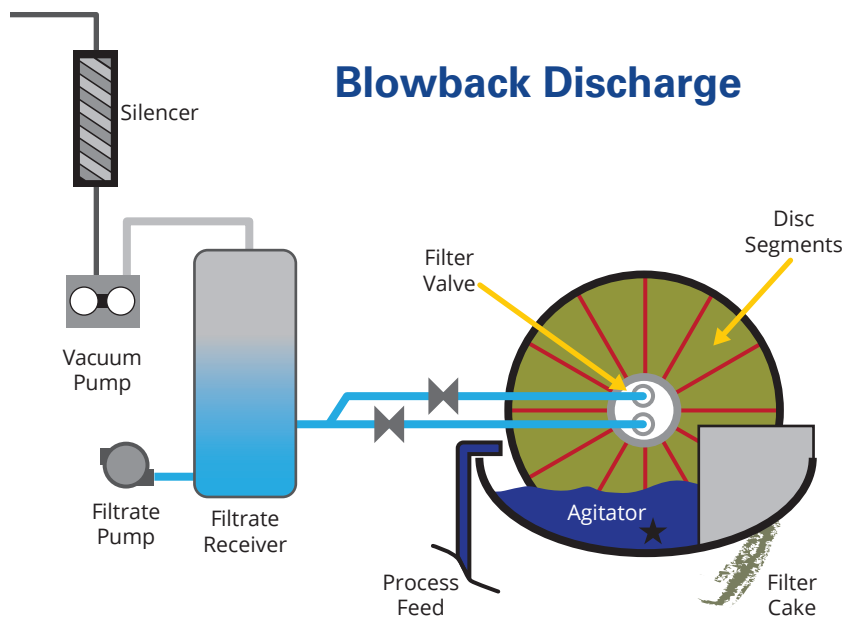 Blowback Discharge
Silencer
Disc
Segments
Filter
Valve
Vacuum
Pump
Filtrate
Pump
Filtrate
Receiver
Agitator
Process
Feed
Filter
Cake